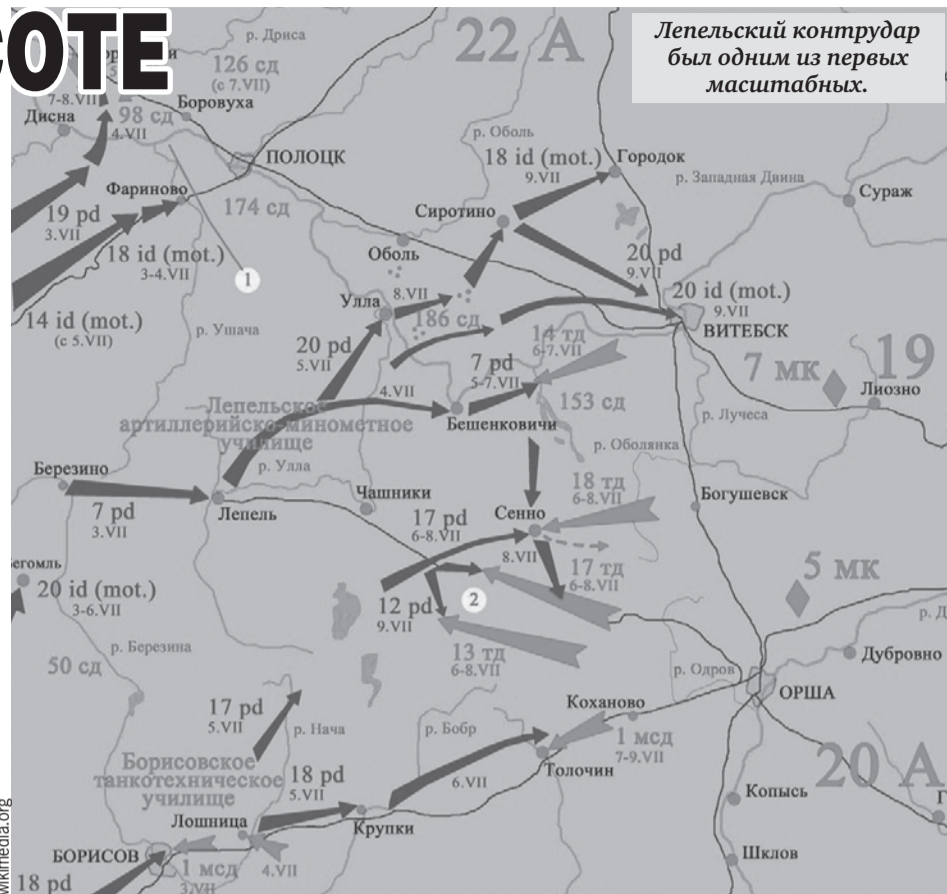 СОТЕ
Лепельский контрудар
был одним из первых
масштабных.
р. Дриса
22 А
126 сд
(с 7.VII)
7-8.VII
98 сд
4.VII
Боровуха
Дисна
р. Оболь
ПОЛОЦК
18 id (mot.)
9.VII
Городок
р. Западная Двина
Сураж
Фариново
19 pd
3.VII
174 сд
Сиротино
18 id (mot.)
3-4.VII
1
Оболь
20 pd
9.VII
8.VII
Улла
186 сд
20 id (mot.)
9.VII
ВИТЕБСК
14 id (mot.)
(с 5.VII)
р. Ушача
20 pd
5.VII
14 тд
6-7.VII
7 pd
5-7.VII
7 мк
19
4.VII
Лиозно
153 сд
Лепельское
артиллерийско-минометное
училище
Бешенковичи
р. Лучеса
р. Оболянка
р. Улла
Березино
Чашники
18 тд
6-8.VII
Богушевск
7 pd
3.VII
Лепель
17 pd
6-8.VII
Сенно
8.VII
17 тд
6-8.VII
5 мк
егомль
20 id (mot.)
3-6.VII
12 pd
9.VII
2
р. Березина
13 тд
6-8.VII
50 сд
р. Одров
Дубровно
ОРША
17 pd
5.VII
р. Нача
р. Бобр
Коханово
1 мсд
7-9.VII
Борисовское
танкотехническое
училище
18 pd
5.VII
6.VII
Толочин
20 А
Копысь
Лошница
Крупки
БОРИСОВ
1 мсд
3.VII
4.VII
Шклов
18 pd
wikimedia.org